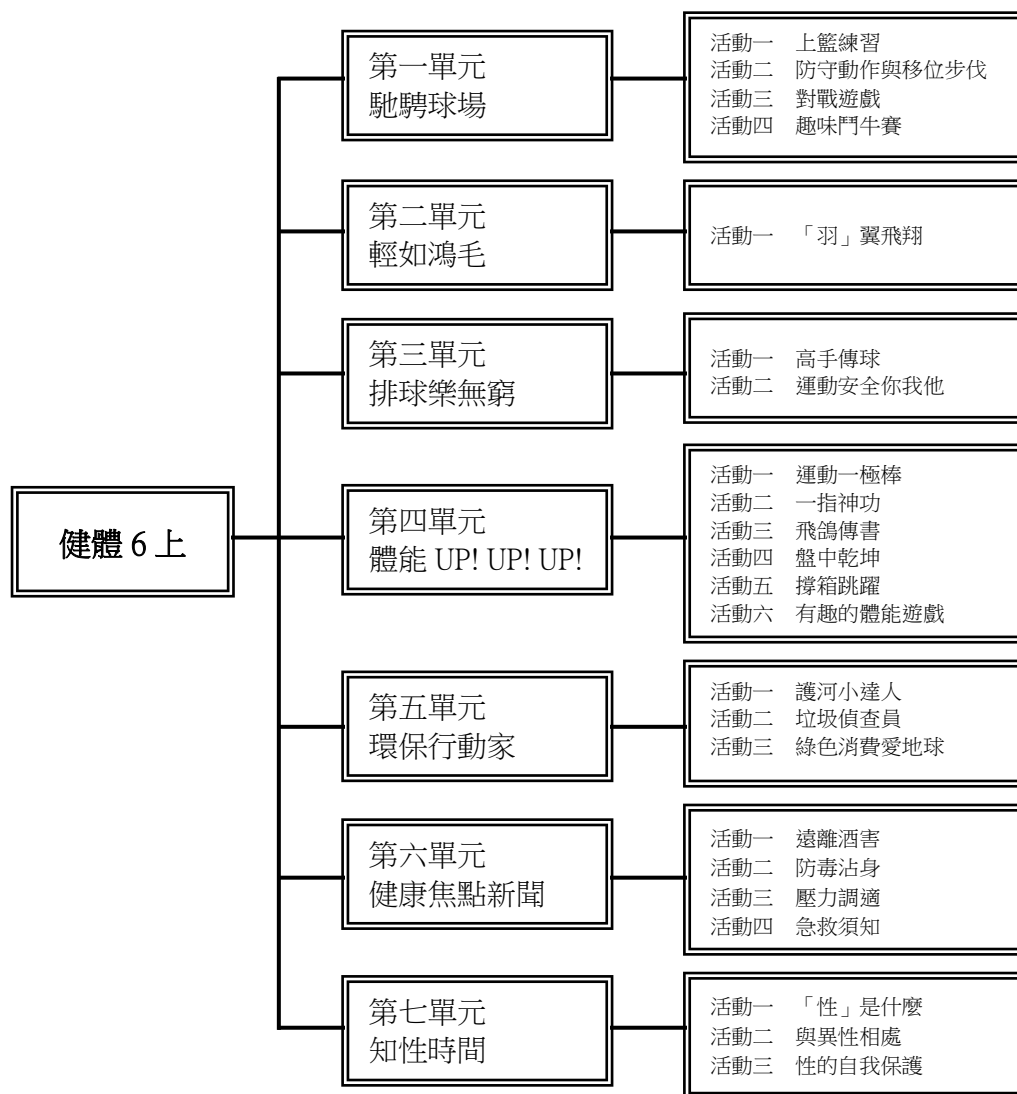 健體 6 上
第一單元
馳騁球場
活動一 上籃練習
活動二 防守動作與移位步伐
活動三 對戰遊戲
活動四 趣味鬥牛賽
第二單元
輕如鴻毛
活動一 「羽」翼飛翔
第三單元
排球樂無窮
活動一 高手傳球
活動二 運動安全你我他
第四單元
體能 UP! UP! UP!
活動一 運動一極棒
活動二 一指神功
活動三 飛鴿傳書
活動四 盤中乾坤
活動五 撐箱跳躍
活動六 有趣的體能遊戲
第五單元
環保行動家
活動一 護河小達人
活動二 垃圾偵查員
活動三 綠色消費愛地球
第六單元
健康焦點新聞
活動一 遠離酒害
活動二 防毒沾身
活動三 壓力調適
活動四 急救須知
第七單元
知性時間
活動一 「性」是什麼
活動二 與異性相處
活動三 性的自我保護